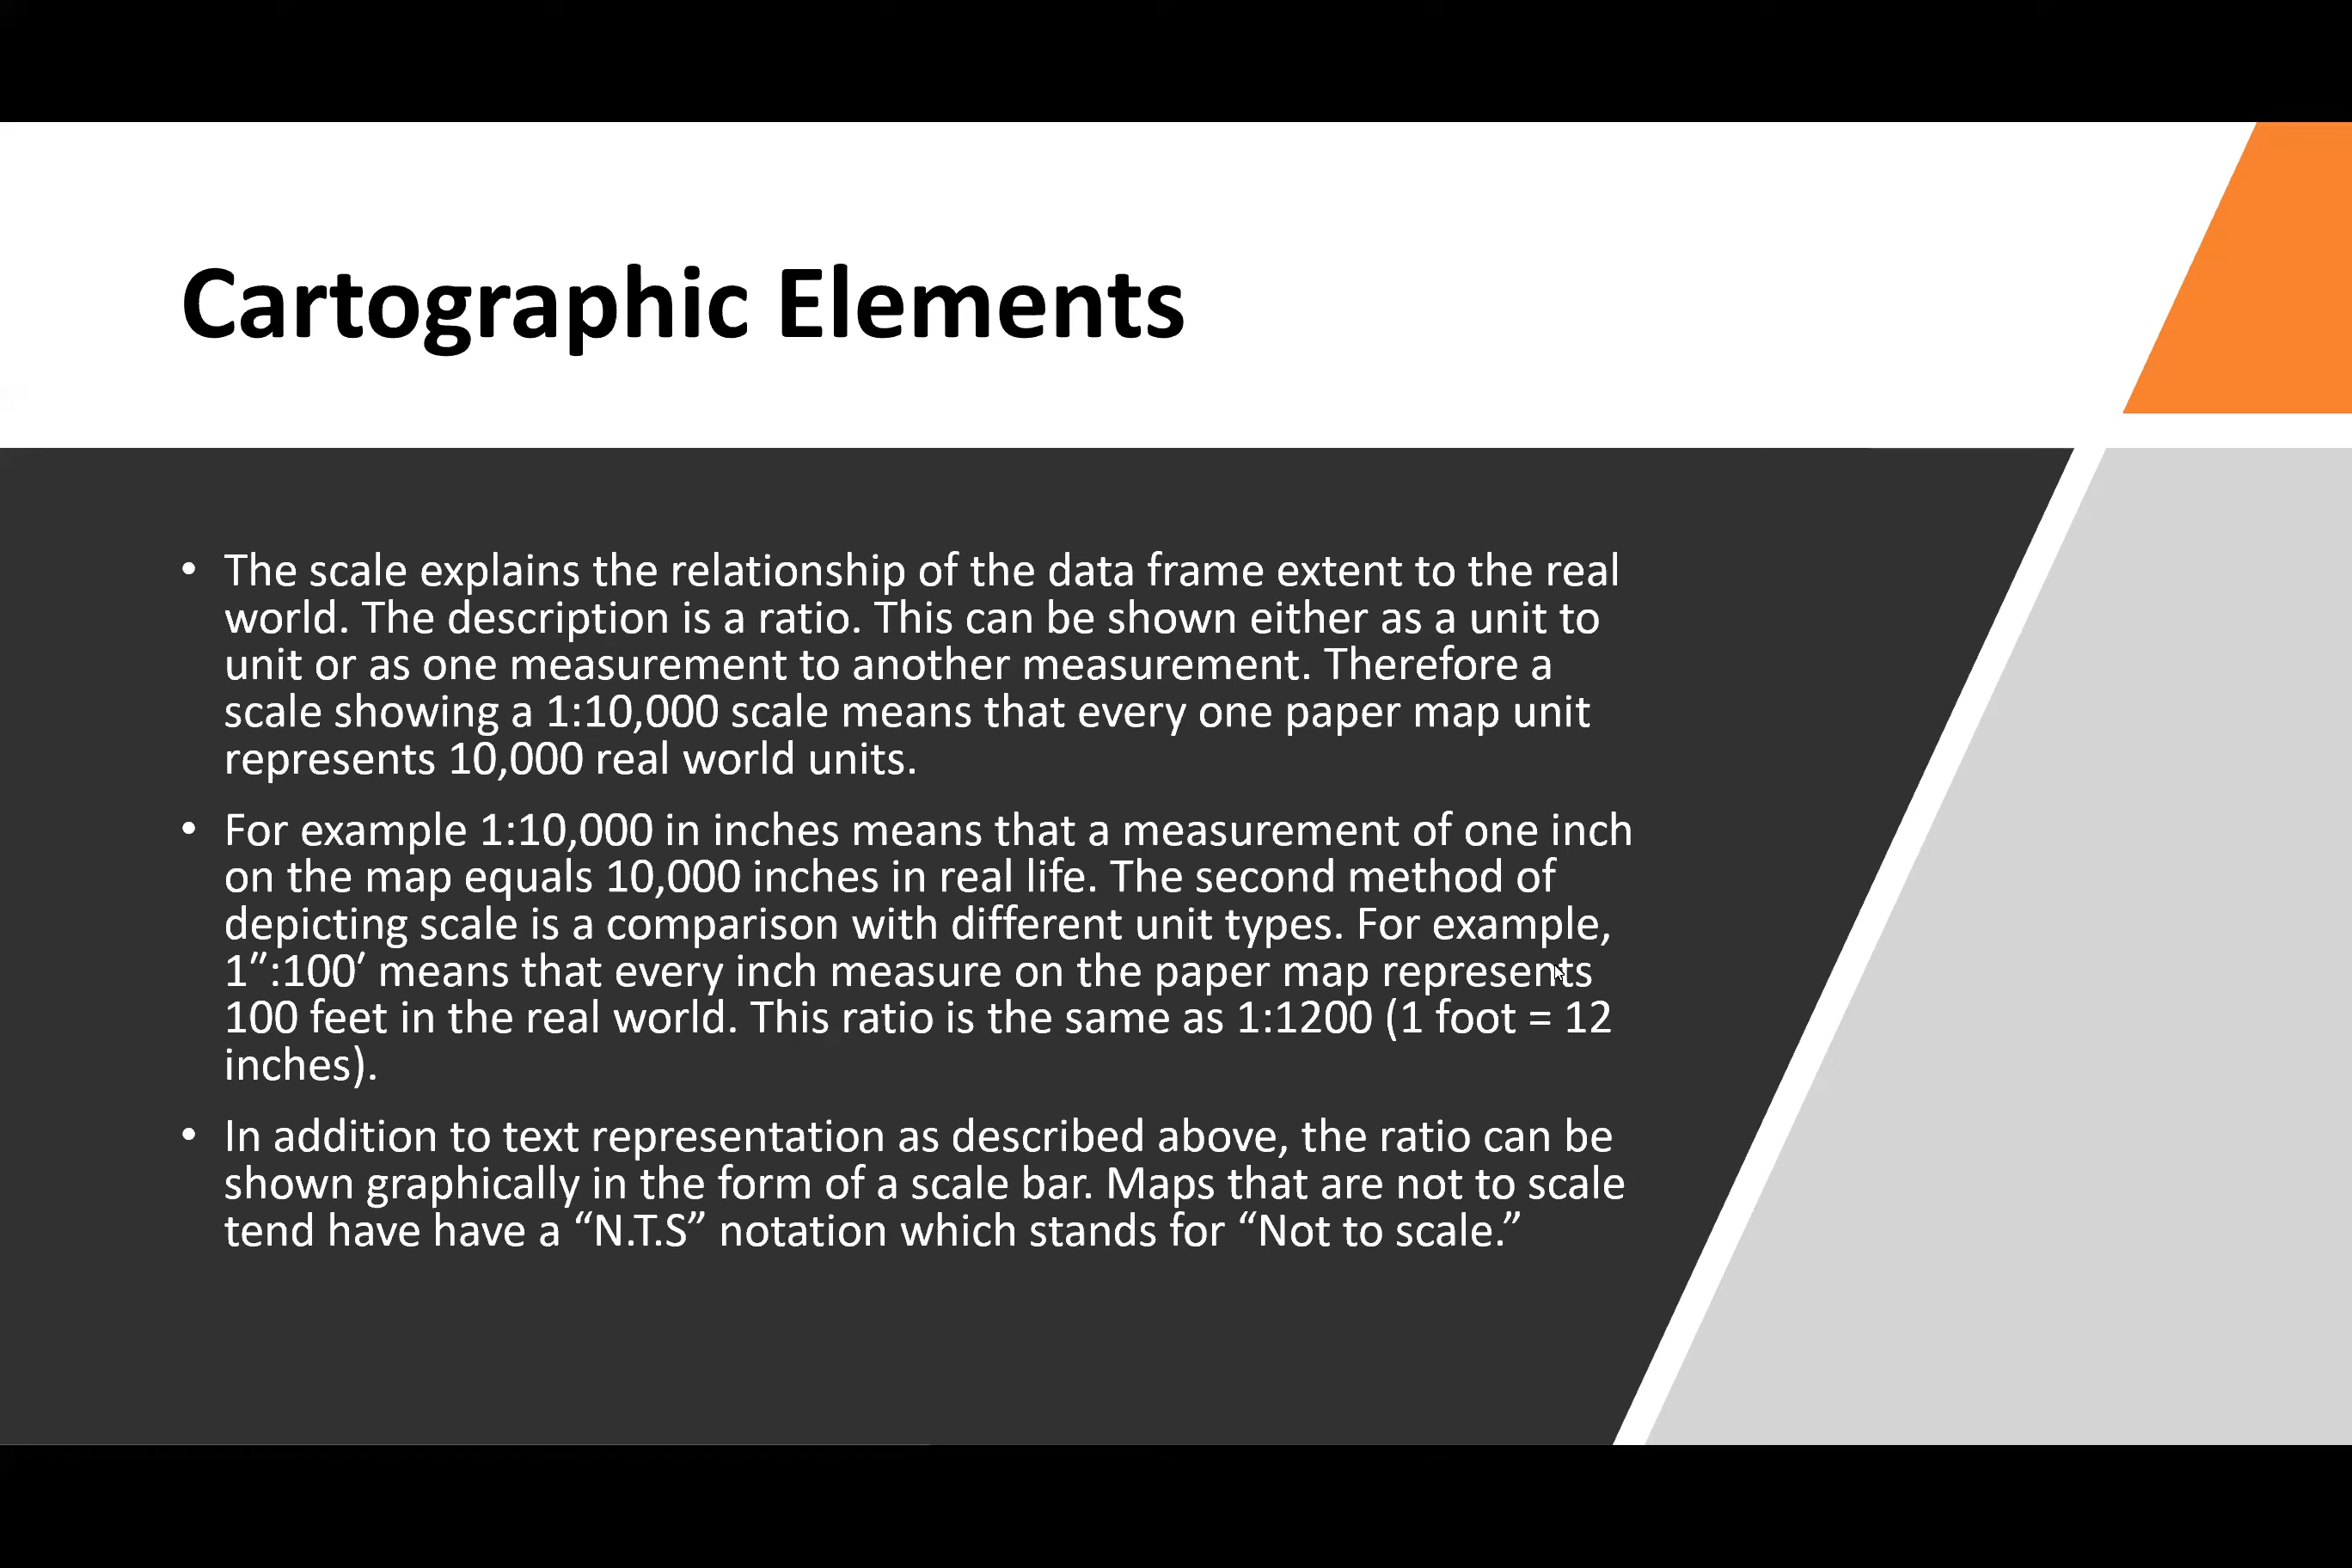 Cartographic Elements
• The scale explains the relationship of the data frame extent to the real
world. The description is a ratio. This can be shown either as a unit to
unit or as one measurement to another measurement. Therefore a
scale showing a 1:10,000 scale means that every one paper map unit
represents 10,000 real world units.
• For example 1:10,000 in inches means that a measurement of one inch
on the map equals 10,000 inches in real life. The second method of
depicting scale is a comparison with different unit types. For example,
1″:100′ means that every inch measure on the paper map represents
100 feet in the real world. This ratio is the same as 1:1200 (1 foot = 12
inches).
• In addition to text representation as described above, the ratio can be
shown graphically in the form of a scale bar. Maps that are not to scale
tend have have a “N.T.S” notation which stands for “Not to scale.”